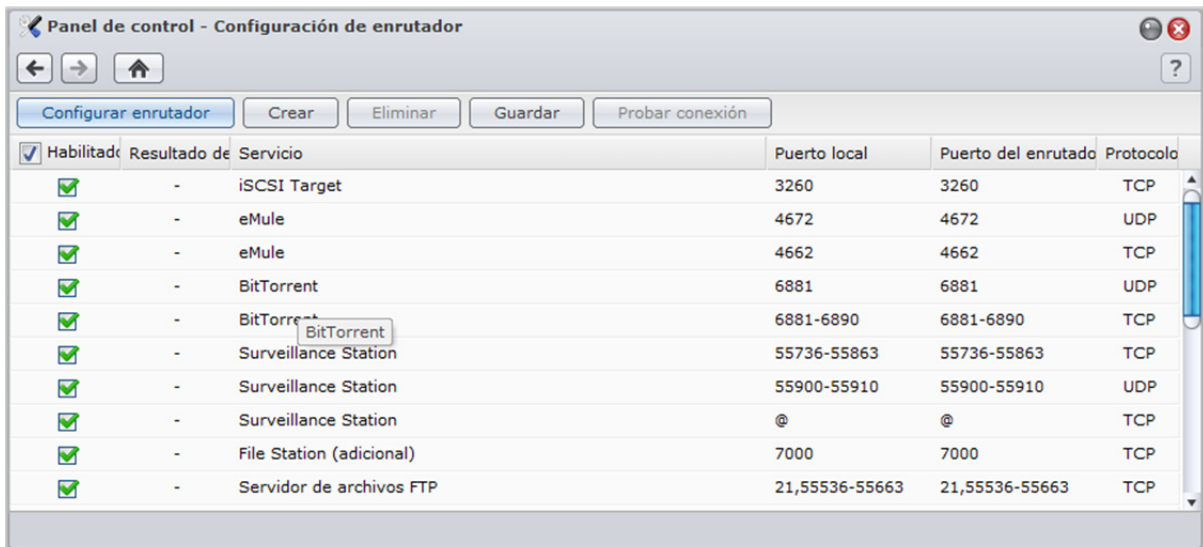 Panel de control - Configuración de enrutador
?
Configurar enrutador Crear Eliminar Guardar Probar conexión
Habilitado Resultado de Servicio Puerto local Puerto del enrutado Protocolo
- iSCSI Target 3260 3260 TCP
- eMule 4672 4672 UDP
- eMule 4662 4662 TCP
- BitTorrent 6881 6881 UDP
- BitTorrent 6881-6890 6881-6890 TCP
BitTorrent
- Surveillance Station 55736-55863 55736-55863 TCP
- Surveillance Station 55900-55910 55900-55910 UDP
- Surveillance Station @ @ TCP
- File Station (adicional) 7000 7000 TCP
- Servidor de archivos FTP 21,55536-55663 21,55536-55663 TCP